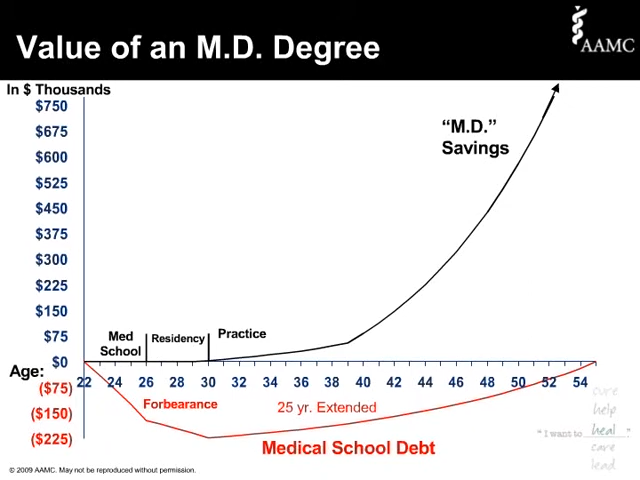 Value of an M.D. Degree
AAMC
In $ Thousands
$750
$675
$600
$525
$450
$375
$300
$225
$150
$75
$0
($75)
($150)
($225)
Age:
22 24 26 28 30 32 34 36 38 40 42 44 46 48 50 52 54
“M.D.”
Savings
Med
School
Residency
Practice
Forbearance
25 yr. Extended
Medical School Debt
cure
help
"I want to heal"
care
lead
© 2009 AAMC. May not be reproduced without permission.